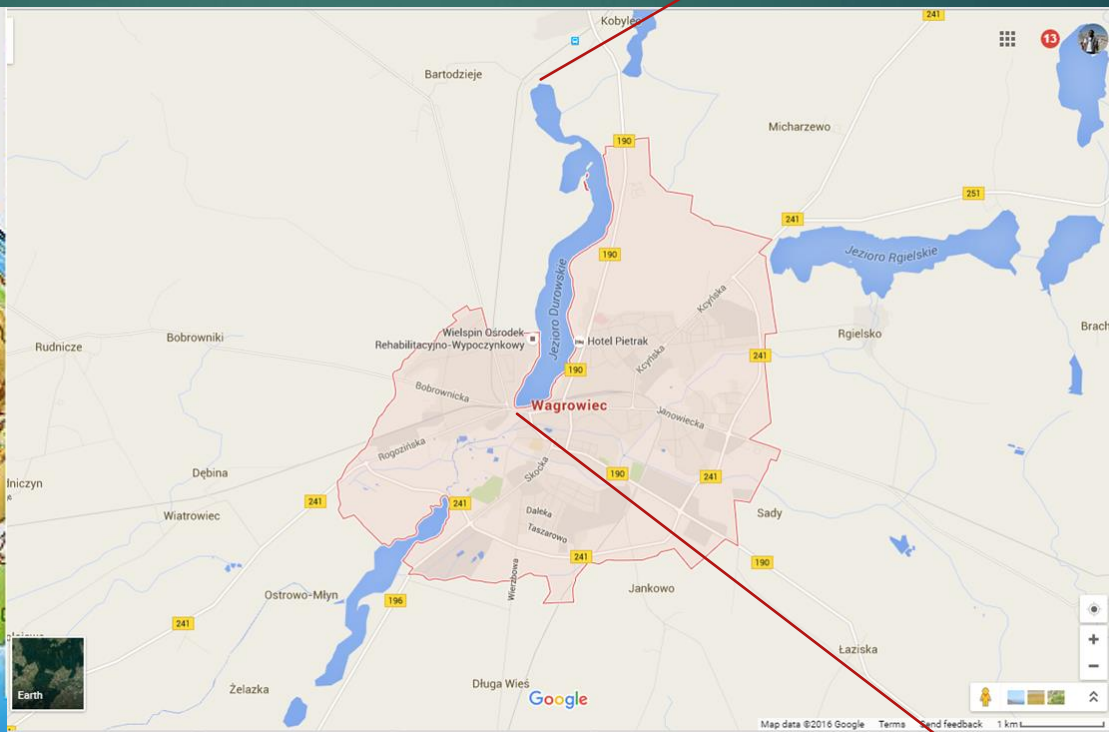 Kobylec
241
13
Bartodzieje
Micharzewo
190
251
241
190
Jezioro Rgielskie
Jezioro Durowskie
Kcyńska
Wielspin Ośrodek
Rehabilitacyjno-Wypoczynkowy
Hotel Pietrak
Rudnicze
Bobrowniki
Rgielsko
Brach
Kcyńska
241
190
Bobrownicka
Wagrowiec
Janowiecka
Rogozińska
Skocka
Dębina
190
241
lniczyn
241
241
Wiatrowiec
Daleka
Sady
Taszarowo
241
190
Wierzbowa
Jankowo
Ostrowo-Młyn
196
241
Łaziska
Earth
Żelazka
Długa Wieś
Google
Map data ©2016 Google Terms Send feedback 1 km